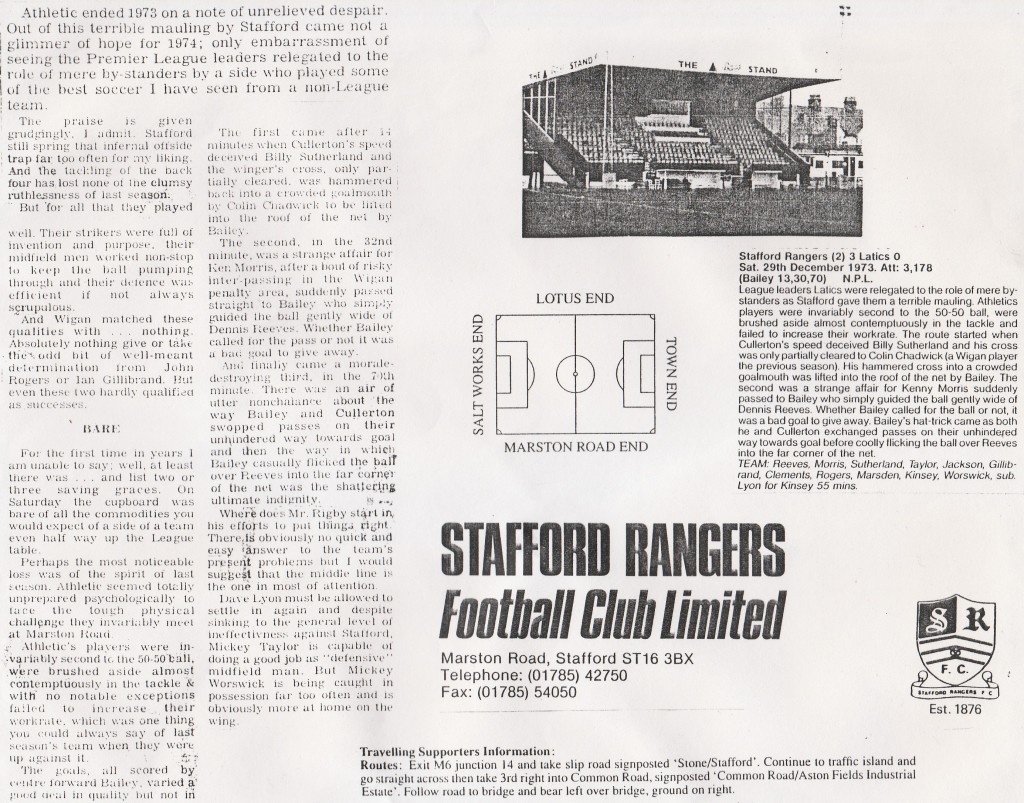 Athletic ended 1973 on a note of unrelieved despair.
Out of this terrible mauling by Stafford came not a
glimmer of hope for 1974; only embarrassment of
seeing the Premier League leaders relegated to the
role of mere by-standers by a side who played some
of the best soccer I have seen from a non-League
team.
The praise is given
grudgingly, I admit. Stafford
still spring that infernal offside
trap far too often for my liking.
And the tackling of the back
four has lost none of the clumsy
ruthlessness of last season.
But for all that they played
well. Their strikers were full of
invention and purpose, their
midfield men worked non-stop
to keep the ball pumping
through and their defence was
efficient if not always
scrupulous.
And Wigan matched these
qualities with . . . nothing.
Absolutely nothing give or take
the odd bit of well-meant
determination from John
Rogers or Ian Gillibrand. But
even these two hardly qualified
as successes.
BARE
For the first time in years I
am unable to say; well, at least
there was . . . and list two or
three saving graces. On
Saturday the cupboard was
bare of all the commodities you
would expect of a side of a team
even half way up the League
table.
Perhaps the most noticeable
loss was of the spirit of last
season. Athletic seemed totally
unprepared psychologically to
face the tough physical
challenge they invariably meet
at Marston Road.
Athletic's players were in-
variably second to the 50-50 ball,
were brushed aside almost
contemptuously in the tackle &
with no notable exceptions
failed to increase their
workrate, which was one thing
you could always say of last
season's team when they were
up against it.
The goals, all scored by
centre forward Bailey, varied a
good deal in quality but not in
The first came after 14
minutes when Cullerton's speed
deceived Billy Sutherland and
the winger's cross, only par-
tially cleared, was hammered
back into a crowded goalmouth
by Colin Chadwick to be lifted
into the roof of the net by
Bailey.
The second, in the 32nd
minute, was a strange affair for
Ken Morris, after a bout of risky
inter-passing in the Wigan
penalty area, suddenly passed
straight to Bailey who simply
guided the ball gently wide of
Dennis Reeves. Whether Bailey
called for the pass or not it was
a bad goal to give away.
And finally came a morale-
destroying third, in the 70th
minute. There was an air of
utter nonchalance about the
way Bailey and Cullerton
swopped passes on their
unhindered way towards goal
and then the way in which
Bailey casually flicked the ball
over Reeves into the far corner
of the net was the shattering
ultimate indignity.
Where does Mr. Rigby start in
his efforts to put things right.
There is obviously no quick and
easy answer to the team's
present problems but I would
suggest that the middle line is
the one in most of attention.
Dave Lyon must be allowed to
settle in again and despite
sinking to the general level of
ineffectivness against Stafford,
Mickey Taylor is capable of
doing a good job as "defensive"
midfield man. But Mickey
Worswick is being caught in
possession far too often and is
obviously more at home on the
wing.
THE STAND
THE STAND
LOTUS END
SALT WORKS END
TOWN END
MARSTON ROAD END
Stafford Rangers (2) 3 Latics 0
Sat. 29th December 1973. Att: 3,178
(Bailey 13,30,70) N.P.L.
League leaders Latics were relegated to the role of mere by-
standers as Stafford gave them a terrible mauling. Athletics
players were invariably second to the 50-50 ball, were
brushed aside almost contemptuously in the tackle and
failed to increase their workrate. The route started when
Cullerton's speed deceived Billy Sutherland and his cross
was only partially cleared to Colin Chadwick (a Wigan player
the previous season). His hammered cross into a crowded
goalmouth was lifted into the roof of the net by Bailey. The
second was a strange affair for Kenny Morris suddenly
passed to Bailey who simply guided the ball gently wide of
Dennis Reeves. Whether Bailey called for the ball or not, it
was a bad goal to give away. Bailey's hat-trick came as both
he and Cullerton exchanged passes on their unhindered
way towards goal before coolly flicking the ball over Reeves
into the far corner of the net.
TEAM: Reeves, Morris, Sutherland, Taylor, Jackson, Gillib-
rand, Clements, Rogers, Marsden, Kinsey, Worswick, sub.
Lyon for Kinsey 55 mins.
STAFFORD RANGERS
Football Club Limited
Marston Road, Stafford ST16 3BX
Telephone: (01785) 42750
Fax: (01785) 54050
S R
F. C.
STAFFORD RANGERS F C
Est. 1876
Travelling Supporters Information:
Routes: Exit M6 junction 14 and take slip road signposted 'Stone/Stafford'. Continue to traffic island and
go straight across then take 3rd right into Common Road, signposted 'Common Road/Aston Fields Industrial
Estate'. Follow road to bridge and bear left over bridge, ground on right.